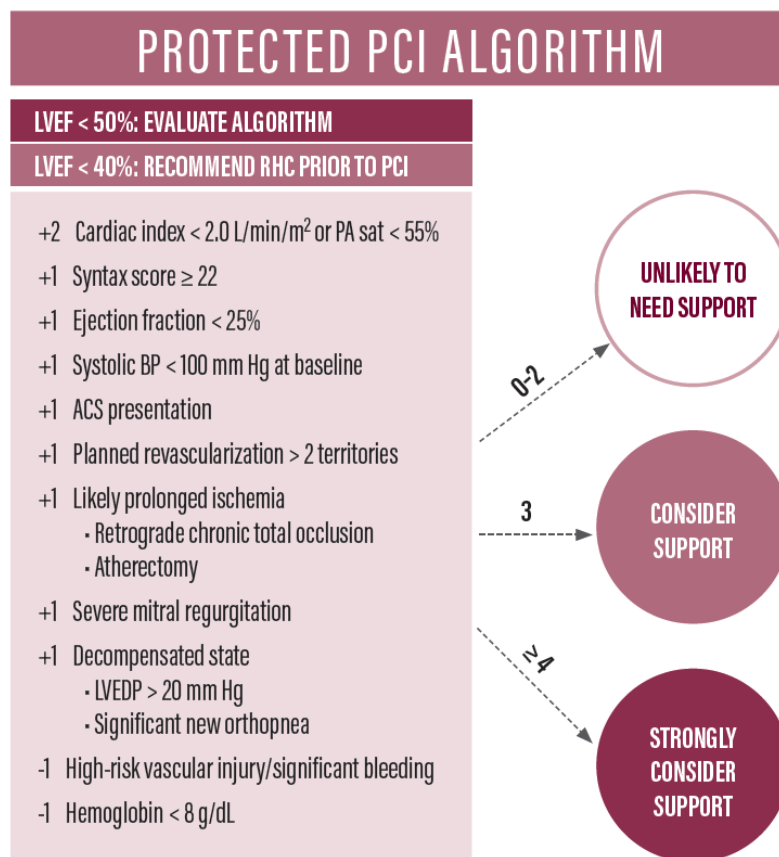 PROTECTED PCI ALGORITHM
LVEF < 50%: EVALUATE ALGORITHM
LVEF < 40%: RECOMMEND RHC PRIOR TO PCI
+2 Cardiac index < 2.0 L/min/m² or PA sat < 55%
+1 Syntax score ≥ 22
+1 Ejection fraction < 25%
+1 Systolic BP < 100 mm Hg at baseline
+1 ACS presentation
+1 Planned revascularization > 2 territories
+1 Likely prolonged ischemia
· Retrograde chronic total occlusion
· Atherectomy
+1 Severe mitral regurgitation
+1 Decompensated state
· LVEDP > 20 mm Hg
· Significant new orthopnea
-1 High-risk vascular injury/significant bleeding
-1 Hemoglobin < 8 g/dL
0-2
UNLIKELY TO
NEED SUPPORT
3
CONSIDER
SUPPORT
≥4
STRONGLY
CONSIDER
SUPPORT